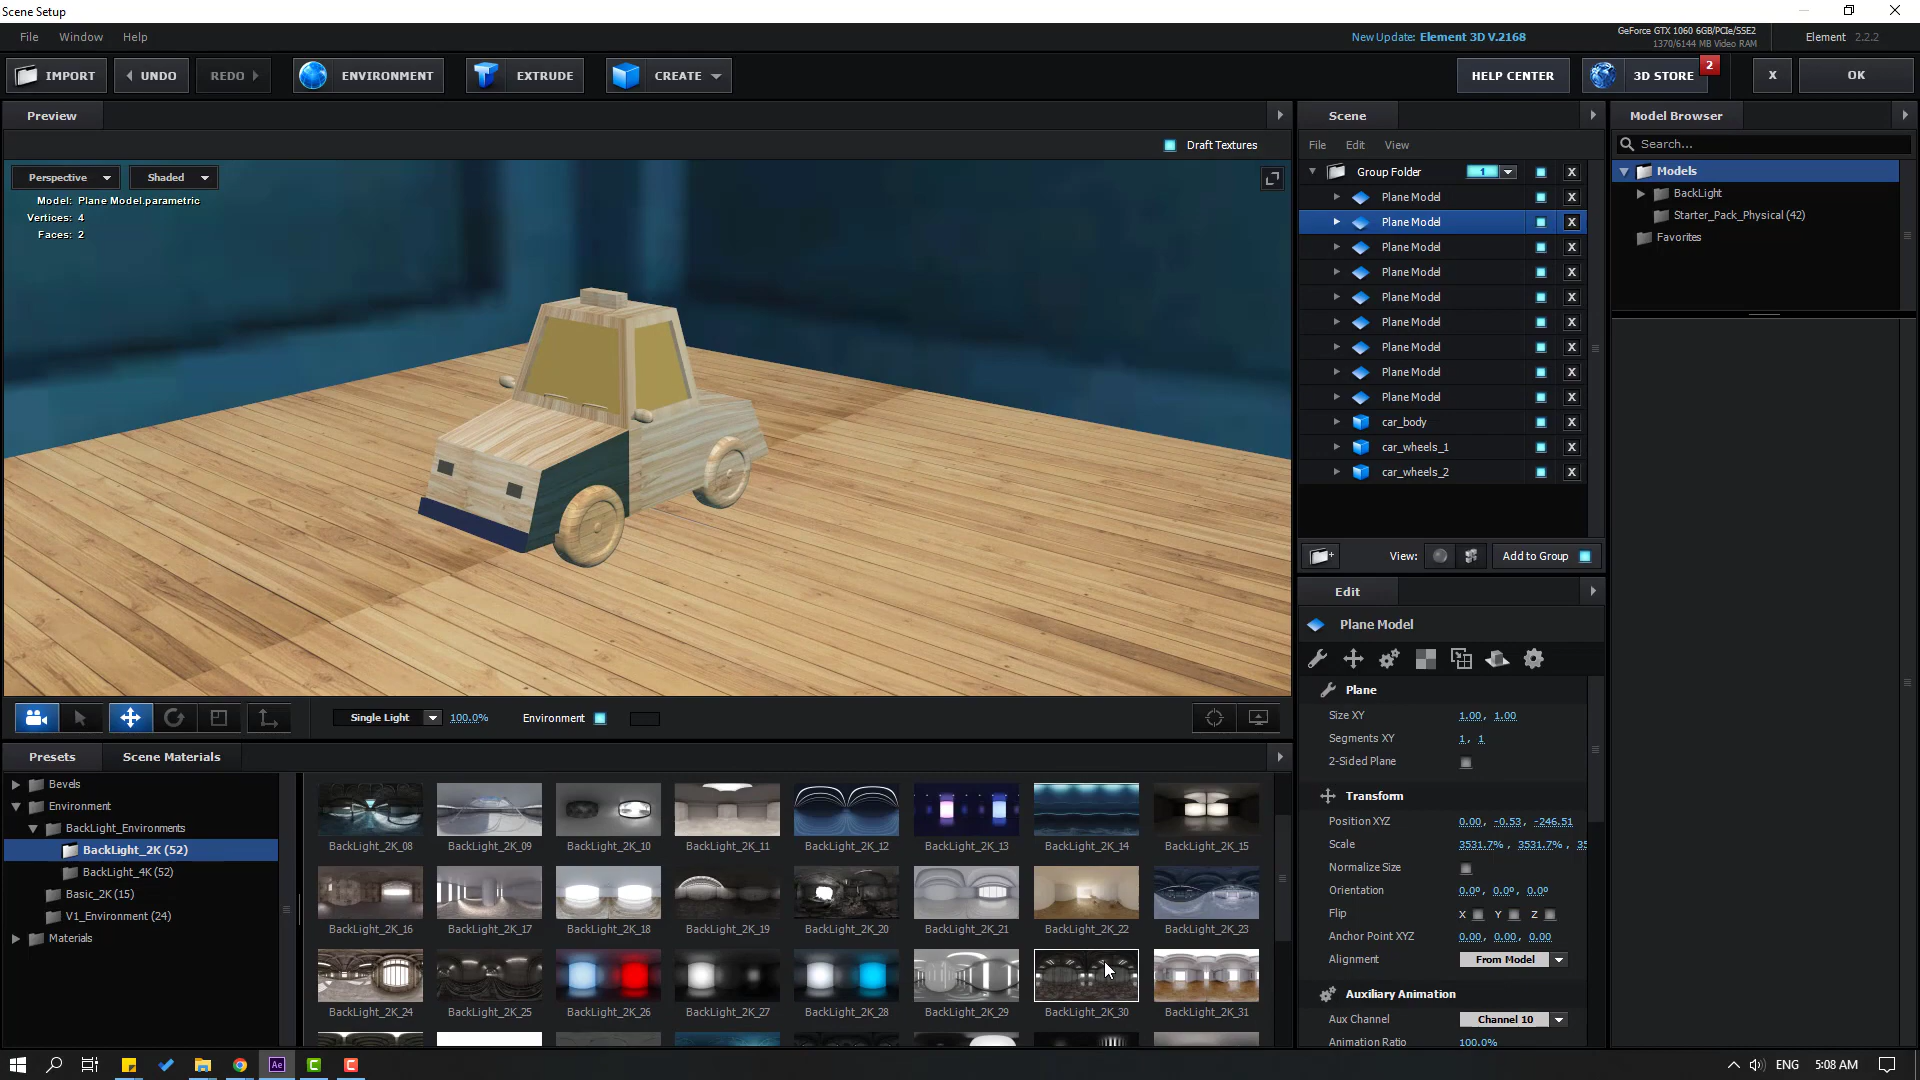 Scene Setup
File Window Help
New Update: Element 3D V.2168
GeForce GTX 1060 6GB/PCIe/SSE2
1370/6144 MB Video RAM
Element 2.2.2
IMPORT UNDO REDO ENVIRONMENT EXTRUDE CREATE HELP CENTER 3D STORE 2 X OK
Preview
Draft Textures
Perspective Shaded
Model: Plane Model.parametric
Vertices: 4
Faces: 2
Single Light 100.0% Environment
Scene
File Edit View
Group Folder 1 X
Plane Model X
Plane Model X
Plane Model X
Plane Model X
Plane Model X
Plane Model X
Plane Model X
Plane Model X
Plane Model X
car_body X
car_wheels_1 X
car_wheels_2 X
View: Add to Group
Edit
Plane Model
Plane
Size XY 1.00, 1.00
Segments XY 1, 1
2-Sided Plane
Transform
Position XYZ 0.00, -0.53, -246.51
Scale 3531.7%, 3531.7%, 35
Normalize Size
Orientation 0.0º, 0.0º, 0.0º
Flip X Y Z
Anchor Point XYZ 0.00, 0.00, 0.00
Alignment From Model
Auxiliary Animation
Aux Channel Channel 10
Animation Ratio 100.0%
Model Browser
Search...
Models
BackLight
Starter_Pack_Physical (42)
Favorites
Presets Scene Materials
Bevels
Environment
BackLight_Environments
BackLight_2K (52)
BackLight_4K (52)
Basic_2K (15)
V1_Environment (24)
Materials
BackLight_2K_08 BackLight_2K_09 BackLight_2K_10 BackLight_2K_11 BackLight_2K_12 BackLight_2K_13 BackLight_2K_14 BackLight_2K_15
BackLight_2K_16 BackLight_2K_17 BackLight_2K_18 BackLight_2K_19 BackLight_2K_20 BackLight_2K_21 BackLight_2K_22 BackLight_2K_23
BackLight_2K_24 BackLight_2K_25 BackLight_2K_26 BackLight_2K_27 BackLight_2K_28 BackLight_2K_29 BackLight_2K_30 BackLight_2K_31
Ae C C ENG 5:08 AM